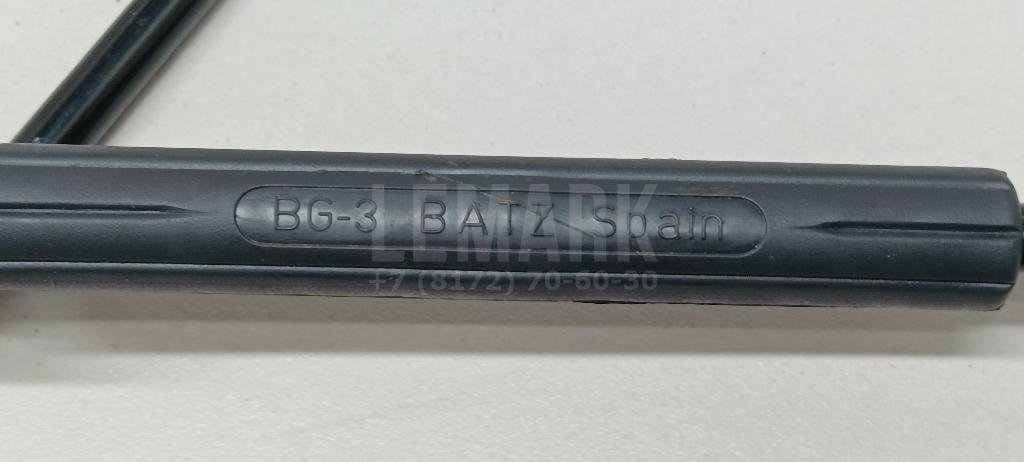 BG-3 BATZ Spain
LEMARK
+7 (8172) 70-60-30